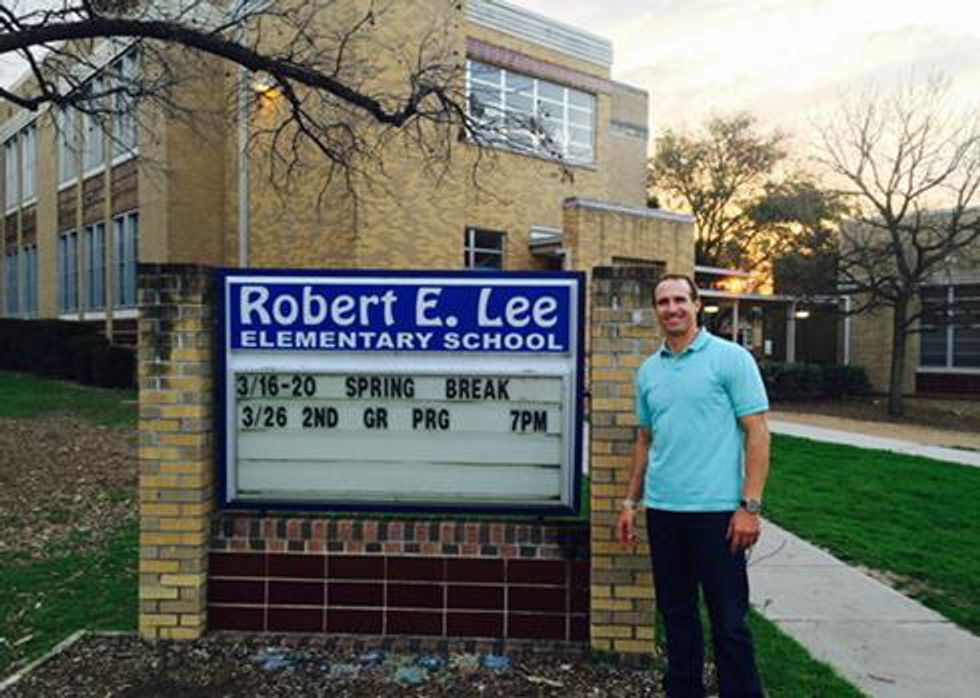 Robert E. Lee
ELEMENTARY SCHOOL
3/16-20 SPRING BREAK
3/26 2ND GR PRG 7PM